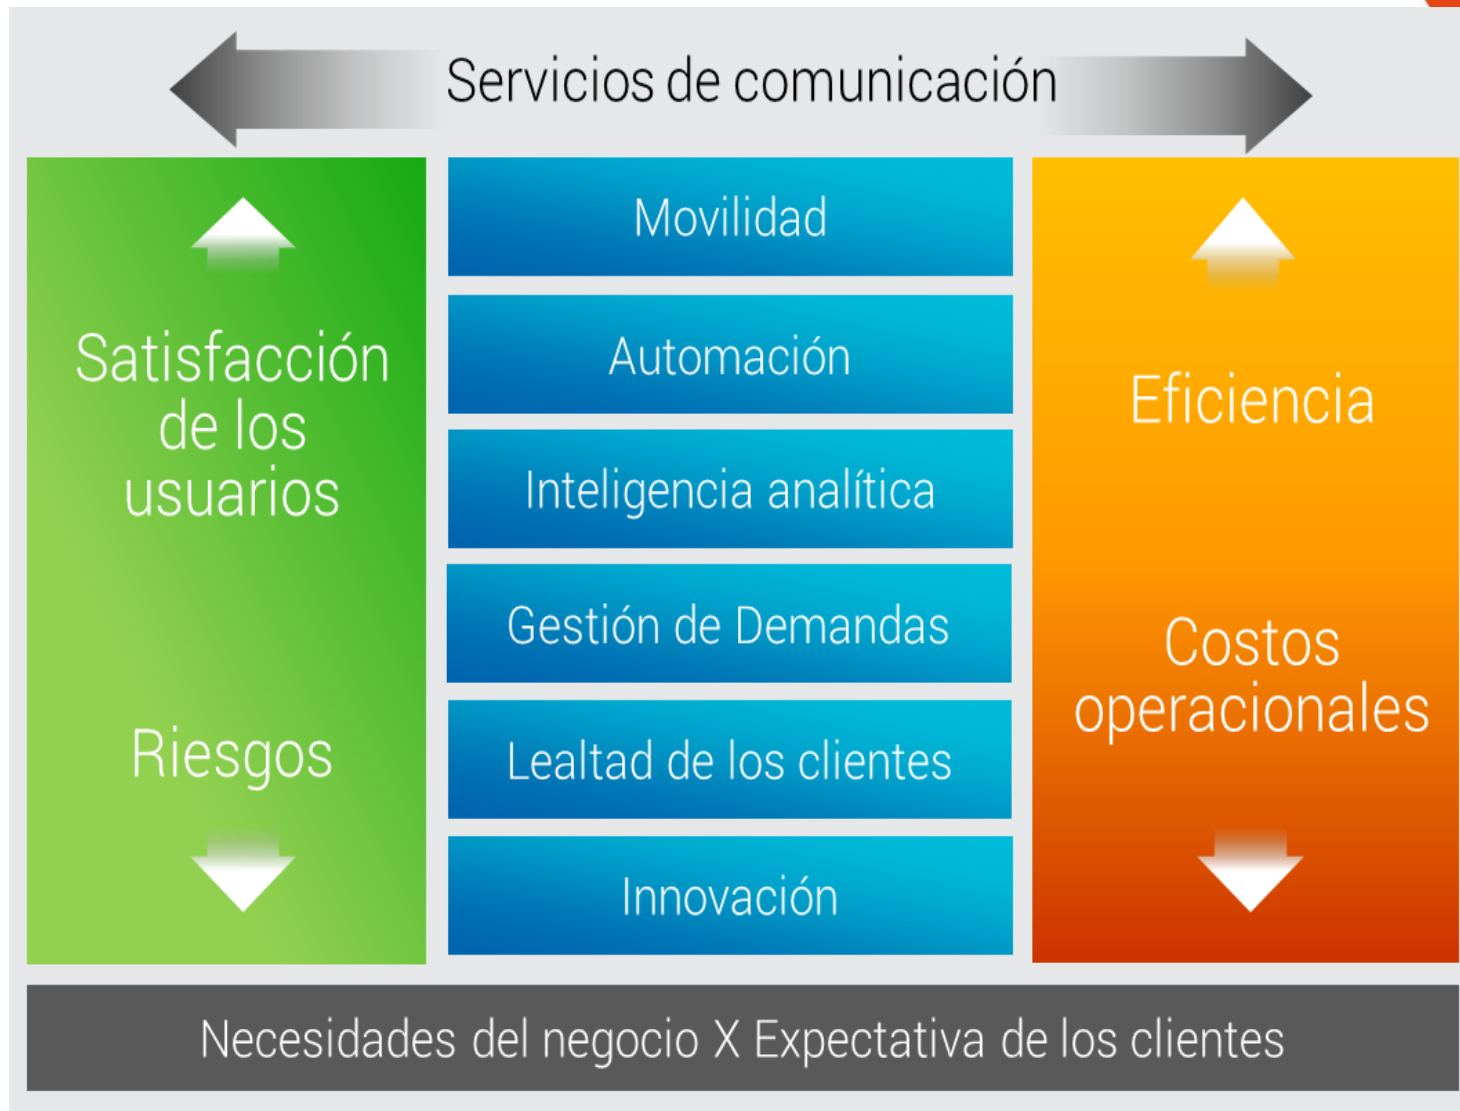 Servicios de comunicación
Satisfacción
de los
usuarios
Riesgos
Movilidad
Automación
Inteligencia analítica
Gestión de Demandas
Lealtad de los clientes
Innovación
Eficiencia
Costos
operacionales
Necesidades del negocio X Expectativa de los clientes